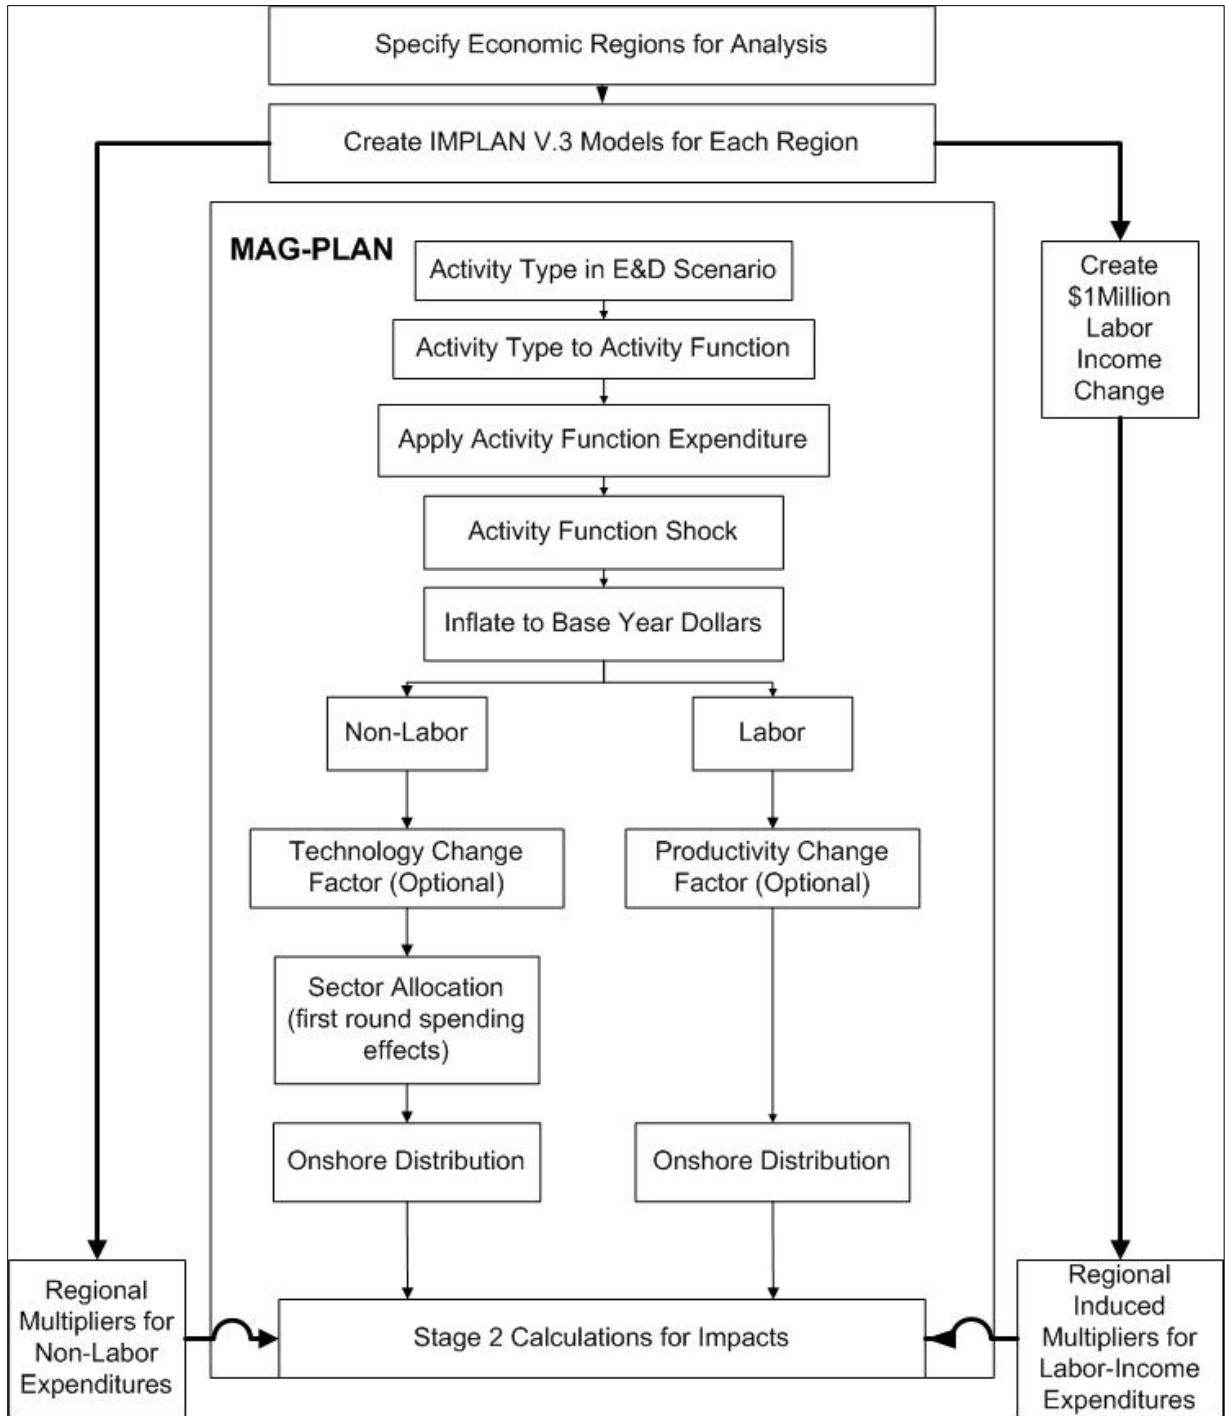 Specify Economic Regions for Analysis
Create IMPLAN V.3 Models for Each Region
MAG-PLAN
Activity Type in E&D Scenario
Create
$1Million
Labor
Income
Change
Activity Type to Activity Function
Apply Activity Function Expenditure
Activity Function Shock
Inflate to Base Year Dollars
Non-Labor
Labor
Technology Change
Factor (Optional)
Productivity Change
Factor (Optional)
Sector Allocation
(first round spending
effects)
Onshore Distribution
Onshore Distribution
Regional
Multipliers for
Non-Labor
Expenditures
Stage 2 Calculations for Impacts
Regional
Induced
Multipliers for
Labor-Income
Expenditures